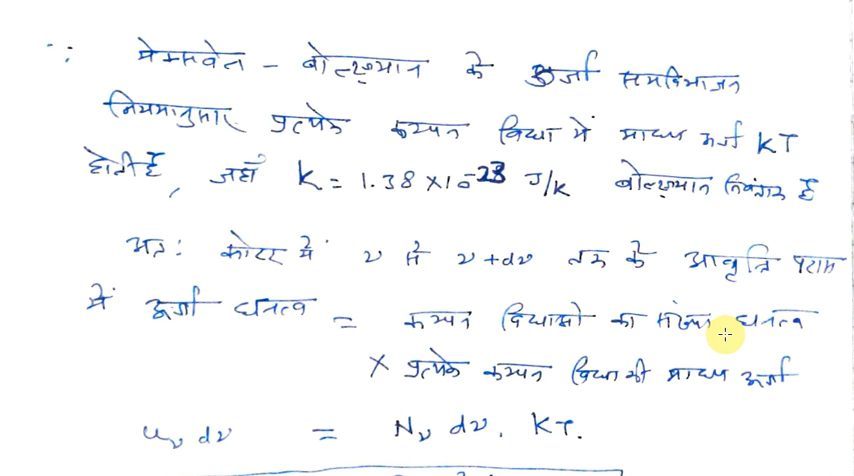 ∵ मैक्सवेल - बोल्ट्ज़मान के ऊर्जा समविभाजन
नियमानुसार प्रत्येक कम्पन विधा में माध्य ऊर्जा KT
होती है, जहाँ K = 1.38 ×10⁻²³ J/K बोल्ट्ज़मान नियतांक है
अतः कोटर में ν से ν+dν तक के आवृत्ति परास
में ऊर्जा घनत्व = कम्पन विधाओं का संख्या घनत्व
× प्रत्येक कम्पन विधा की माध्य ऊर्जा
uν dν = Nν dν. KT.